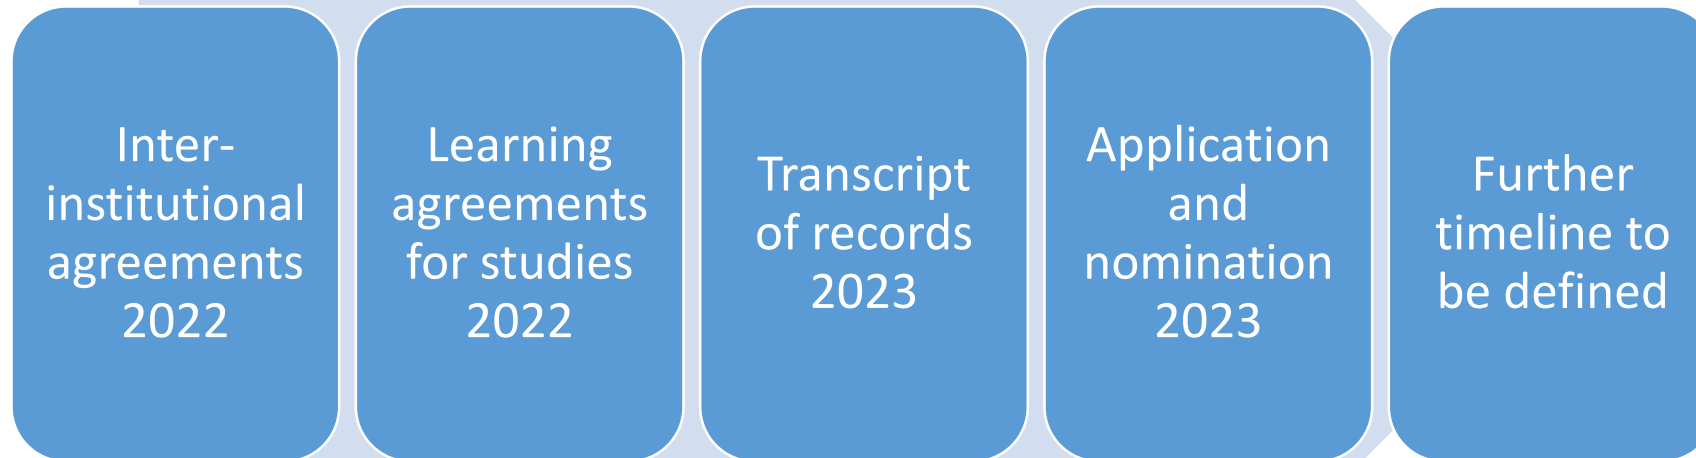 Inter-
institutional
agreements
2022
Learning
agreements
for studies
2022
Transcript
of records
2023
Application
and
nomination
2023
Further
timeline to
be defined